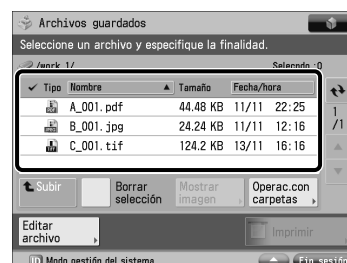 Archivos guardados
Seleccione un archivo y especifique la finalidad.
/work 1/ Selecndo :0
Tipo Nombre Tamaño Fecha/hora
A_001.pdf 44.48 KB 11/11 22:25
B_001.jpg 24.24 KB 11/11 12:16
C_001.tif 124.2 KB 13/11 16:16
1
/1
Subir Borrar selección Mostrar imagen Operac.con carpetas
Editar archivo Imprimir
ID Modo gestión del sistema. Fin sesión